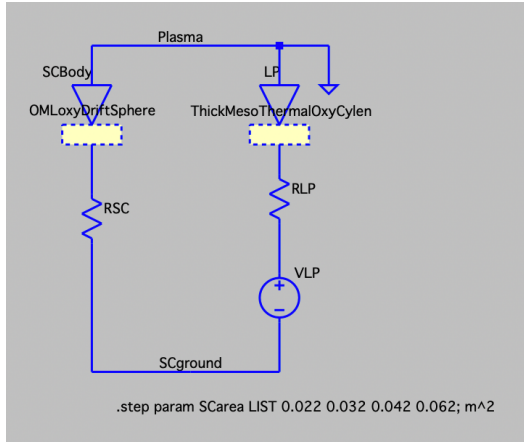 Plasma
SCBody
LP
OMLoxyDriftSphere
ThickMesoThermalOxyCylen
RSC
RLP
VLP
+
−
SCground
.step param SCarea LIST 0.022 0.032 0.042 0.062; m^2